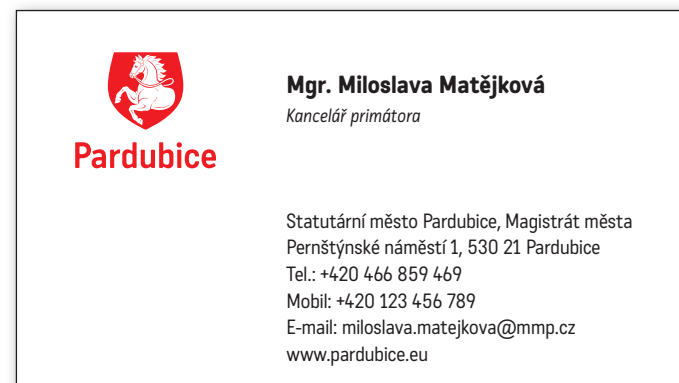 Pardubice
Mgr. Miloslava Matějková
Kancelář primátora
Statutární město Pardubice, Magistrát města
Pernštýnské náměstí 1, 530 21 Pardubice
Tel.: +420 466 859 469
Mobil: +420 123 456 789
E-mail: miloslava.matejkova@mmp.cz
www.pardubice.eu